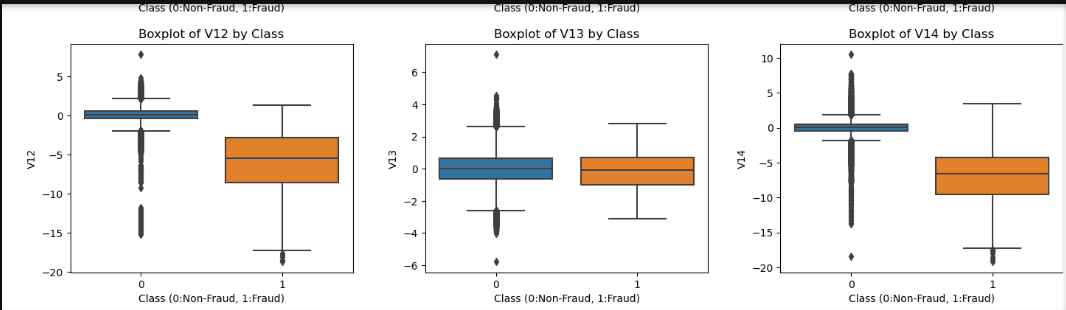 Class (0:Non-Fraud, 1:Fraud)
Class (0:Non-Fraud, 1:Fraud)
Class (0:Non-Fraud, 1:Fraud)
Boxplot of V12 by Class
5
0
−5
−10
−15
−20
V12
0
1
Class (0:Non-Fraud, 1:Fraud)
Boxplot of V13 by Class
6
4
2
0
−2
−4
−6
V13
0
1
Class (0:Non-Fraud, 1:Fraud)
Boxplot of V14 by Class
10
5
0
−5
−10
−15
−20
V14
0
1
Class (0:Non-Fraud, 1:Fraud)